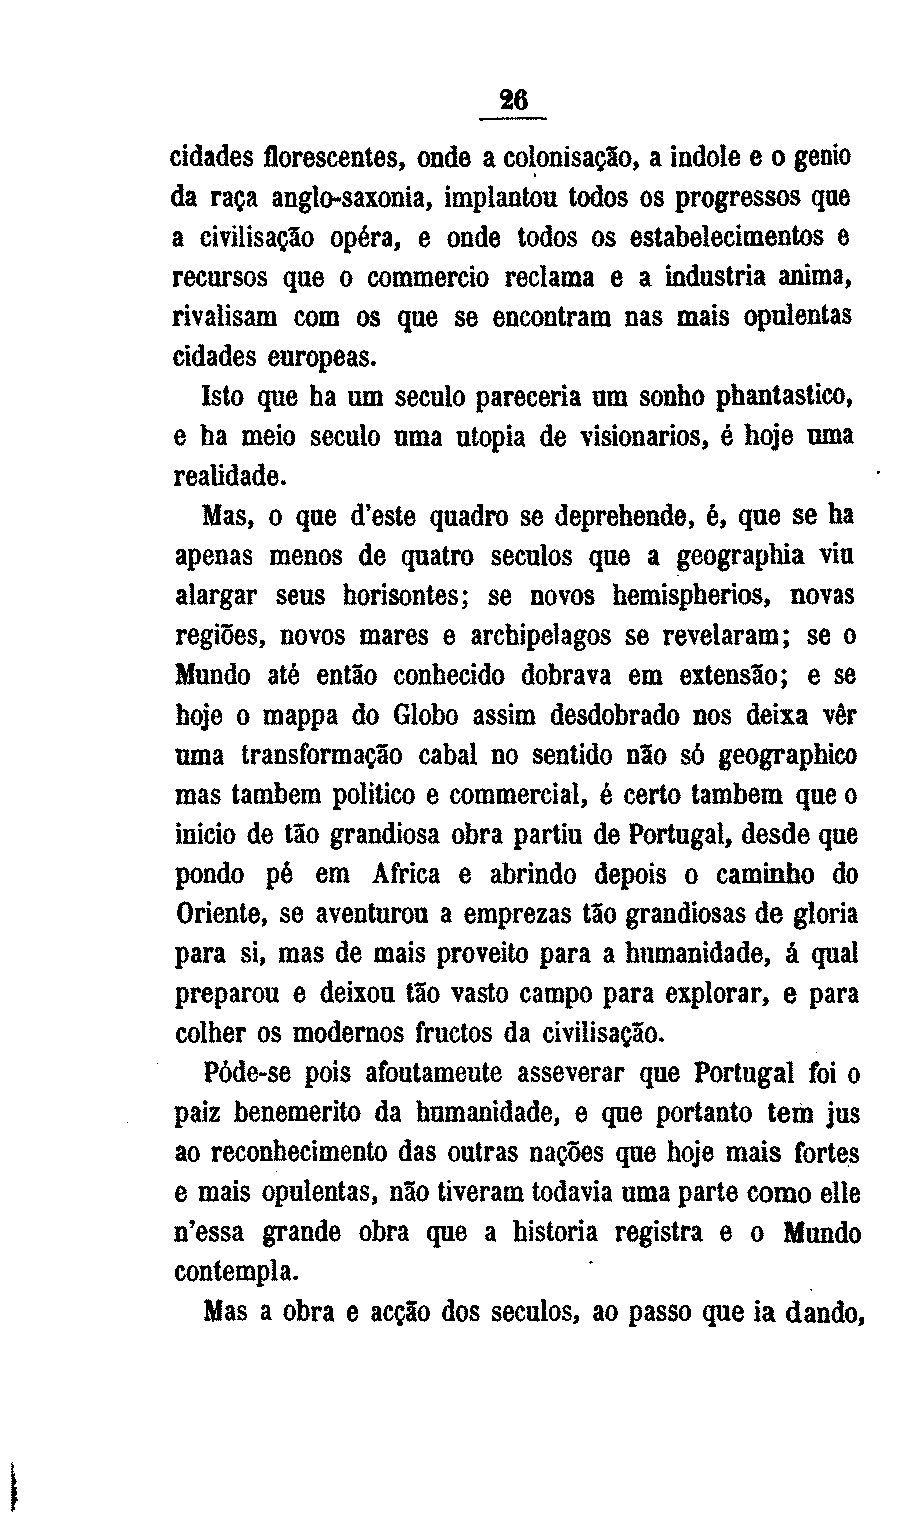 26
cidades florescentes, onde a colonisação, a indole e o genio
da raça anglo-saxonia, implantou todos os progressos que
a civilisação opéra, e onde todos os estabelecimentos e
recursos que o commercio reclama e a industria anima,
rivalisam com os que se encontram nas mais opulentas
cidades europeas.
Isto que ha um seculo pareceria um sonho phantastico,
e ha meio seculo uma utopia de visionarios, é hoje uma
realidade.
Mas, o que d'este quadro se deprehende, é, que se ha
apenas menos de quatro seculos que a geographia viu
alargar seus horisontes; se novos hemispherios, novas
regiões, novos mares e archipelagos se revelaram; se o
Mundo até então conhecido dobrava em extensão; e se
hoje o mappa do Globo assim desdobrado nos deixa vêr
uma transformação cabal no sentido não só geographico
mas tambem politico e commercial, é certo tambem que o
inicio de tão grandiosa obra partiu de Portugal, desde que
pondo pé em Africa e abrindo depois o caminho do
Oriente, se aventurou a emprezas tão grandiosas de gloria
para si, mas de mais proveito para a humanidade, á qual
preparou e deixou tão vasto campo para explorar, e para
colher os modernos fructos da civilisação.
Póde-se pois afoutameute asseverar que Portugal foi o
paiz benemerito da humanidade, e que portanto tem jus
ao reconhecimento das outras nações que hoje mais fortes
e mais opulentas, não tiveram todavia uma parte como elle
n'essa grande obra que a historia registra e o Mundo
contempla.
Mas a obra e acção dos seculos, ao passo que ia dando,